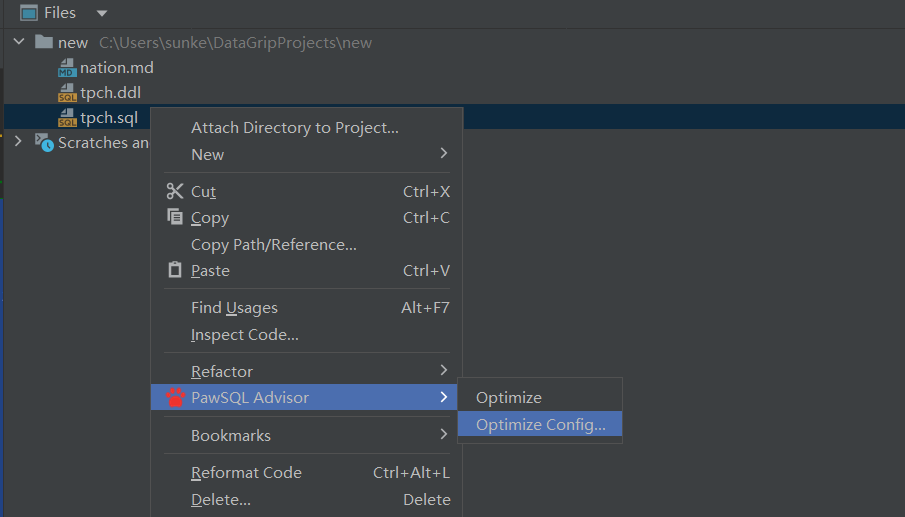 Files
new C:\Users\sunke\DataGripProjects\new
MD nation.md
SQL tpch.ddl
SQL tpch.sql
Scratches an
Attach Directory to Project...
New
Cut Ctrl+X
Copy Ctrl+C
Copy Path/Reference...
Paste Ctrl+V
Find Usages Alt+F7
Inspect Code...
Refactor
PawSQL Advisor
Optimize
Optimize Config...
Bookmarks
Reformat Code Ctrl+Alt+L
Delete... Delete